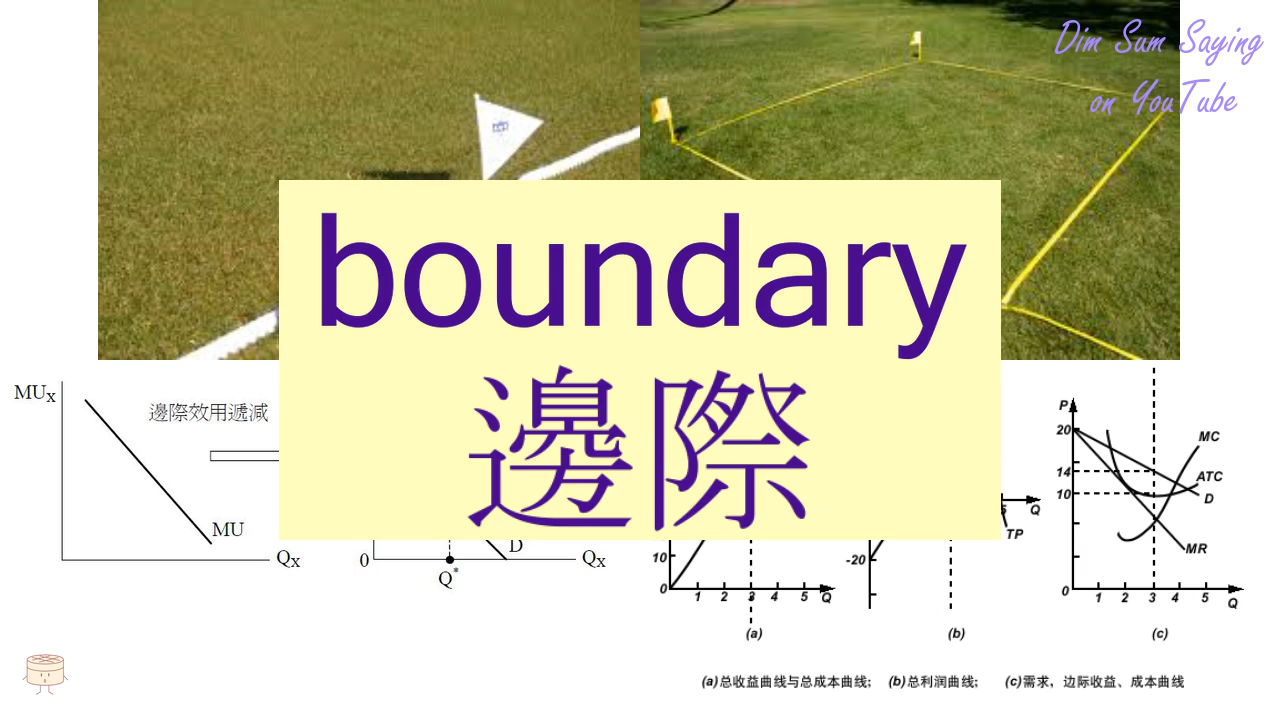 Dim Sum Saying
on YouTube
boundary
邊際
MUX
邊際效用遞減
MU
QX
0
Q*
D
QX
10
0
1 2 3 4 5 Q
(a)
-20
Q
TP
(b)
P
20
14
10
0
MC
ATC
D
MR
1 2 3 4 5 Q
(c)
(a)总收益曲线与总成本曲线; (b)总利润曲线; (c)需求，边际收益、成本曲线